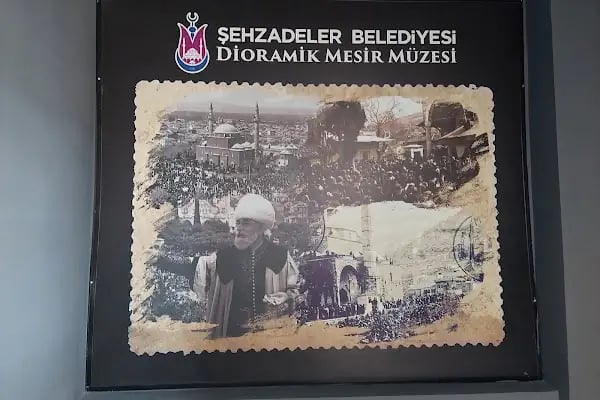 ŞEHZADELER BELEDİYESİ
DİORAMİK MESİR MÜZESİ